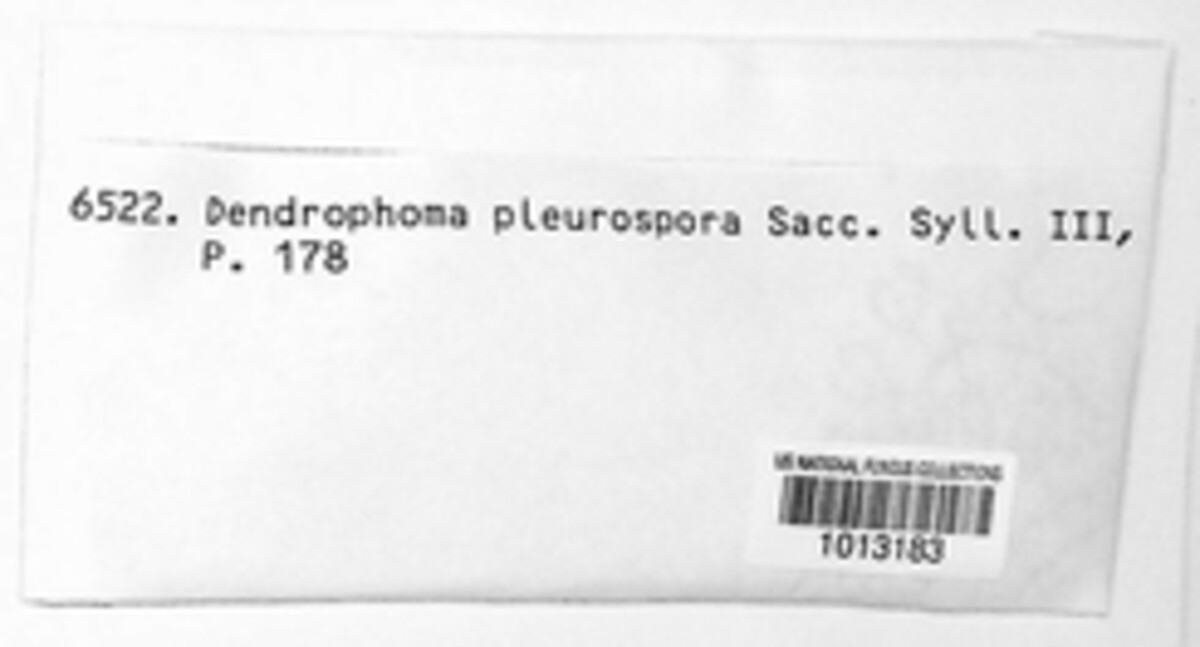 6522. Dendrophoma pleurospora Sacc. Syll. III,
P. 178
US NATIONAL FUNGUS COLLECTIONS
1013183